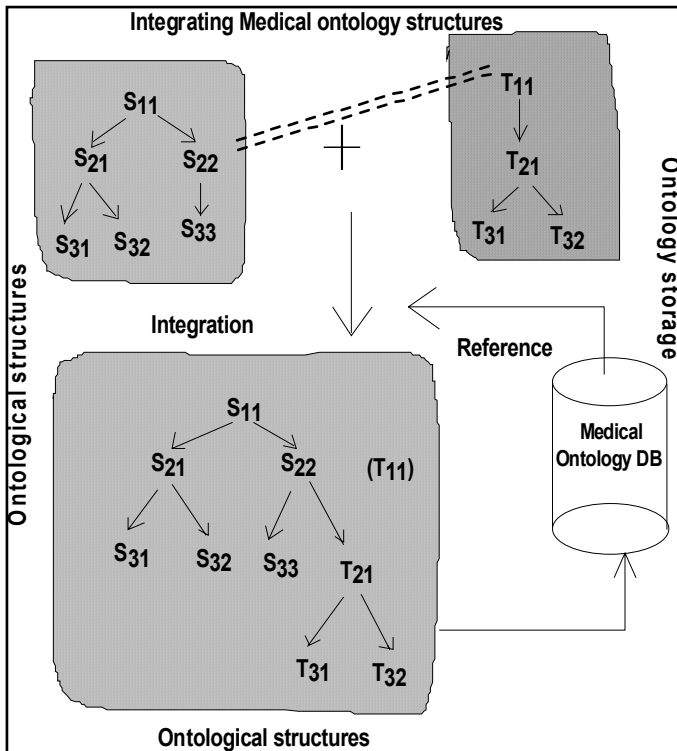 Integrating Medical ontology structures
S11
S21 S22
S31 S32 S33
T11
T21
T31 T32
Ontological structures
Ontology storage
Integration
Reference
Medical
Ontology DB
S11
S21 S22 (T11)
S31 S32 S33 T21
T31 T32
Ontological structures